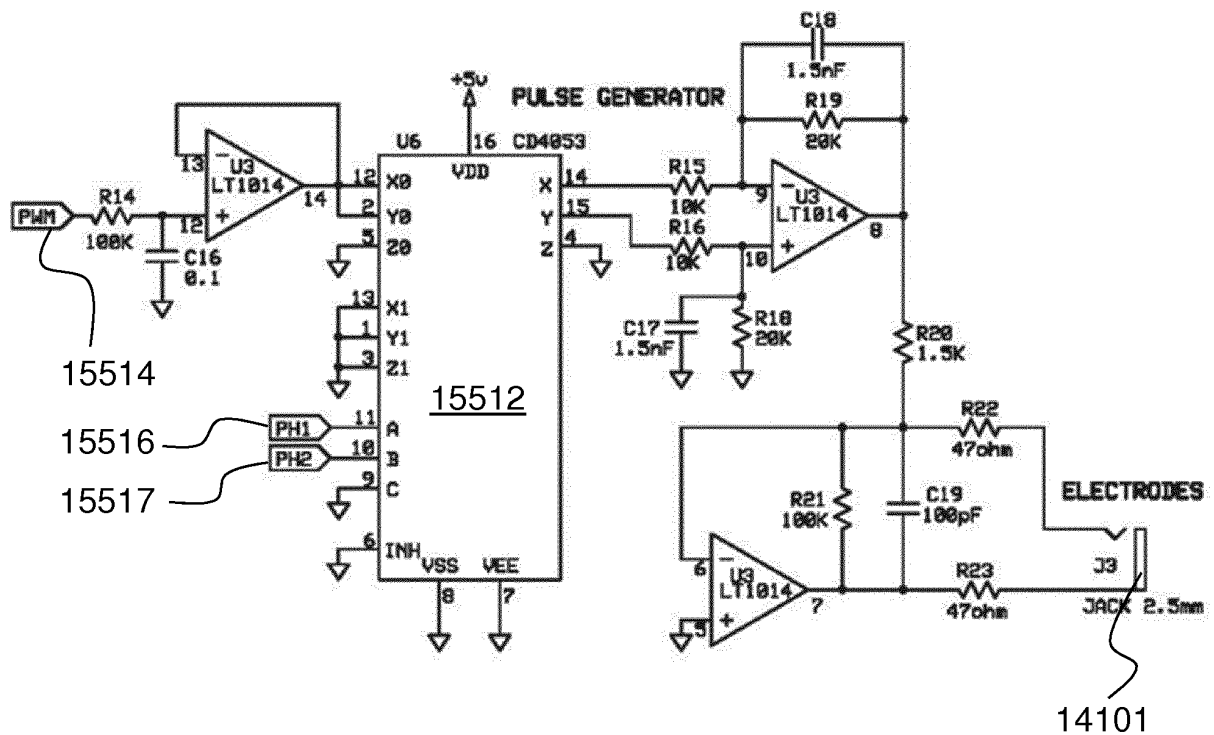 C18
1.5nF
+5v
PULSE GENERATOR
R19
20K
U6
16
CD4053
VDD
13
U3
LT1014
14
12
R14
100K
PWM
C16
0.1
12
X0
2
Y0
5
Z0
13
X1
1
Y1
3
Z1
X
14
Y
15
Z
4
R15
10K
R16
10K
9
U3
LT1014
8
10
C17
1.5nF
R18
20K
R20
1.5K
15514
15512
15516
PH1
11
A
15517
PH2
10
B
9
C
6
INH
VSS
VEE
8
7
R22
47ohm
R21
100K
C19
100pF
ELECTRODES
6
U3
LT1014
7
5
R23
47ohm
J3
JACK 2.5mm
14101